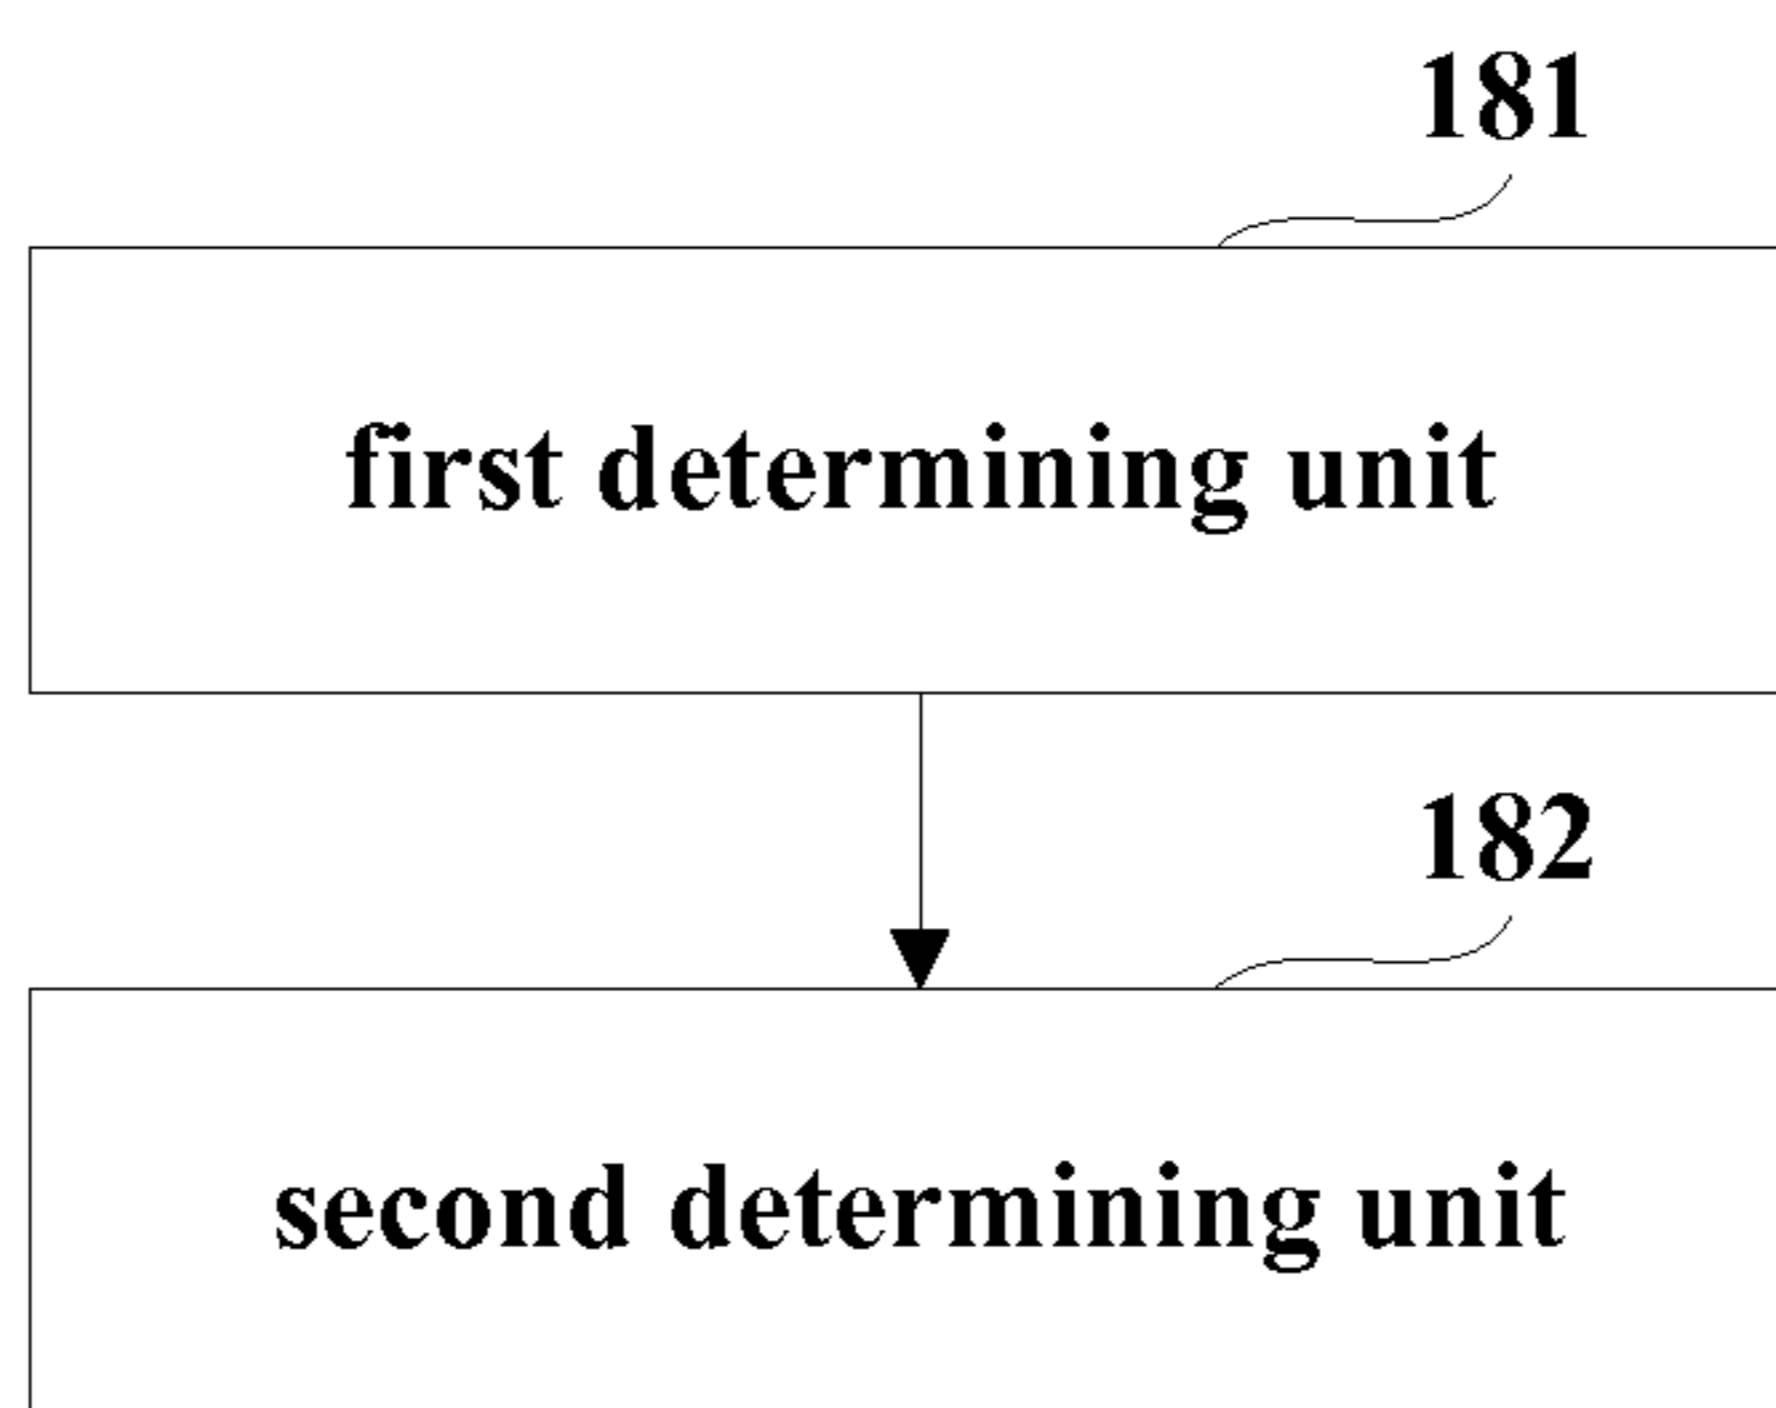 181
first determining unit
182
second determining unit